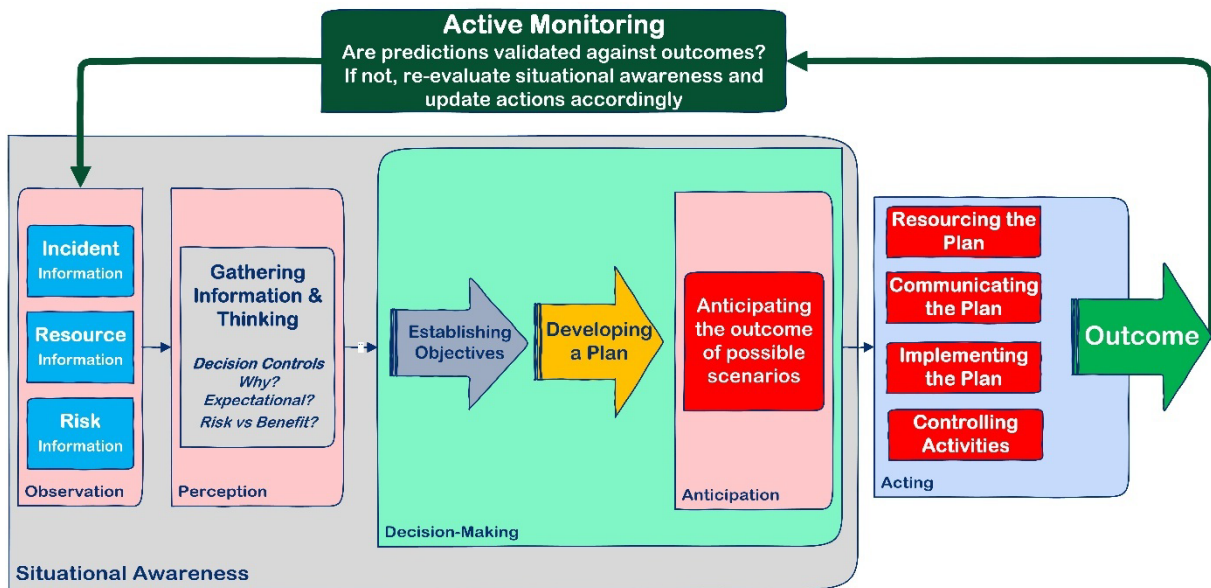 Active Monitoring
Are predictions validated against outcomes?
If not, re-evaluate situational awareness and
update actions accordingly
Incident
Information
Resource
Information
Risk
Information
Observation
Gathering
Information &
Thinking
Decision Controls
Why?
Expectational?
Risk vs Benefit?
Perception
Establishing
Objectives
Developing
a Plan
Anticipating
the outcome
of possible
scenarios
Anticipation
Decision-Making
Situational Awareness
Resourcing the
Plan
Communicating
the Plan
Implementing
the Plan
Controlling
Activities
Acting
Outcome